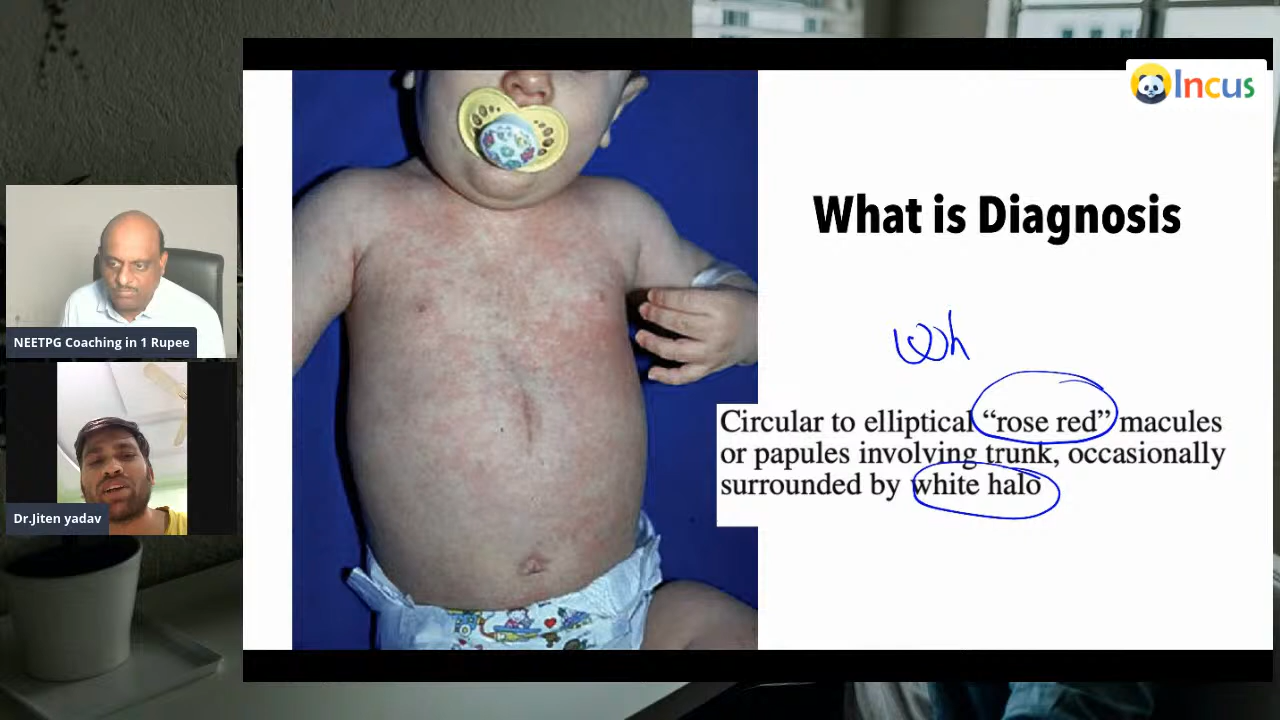 Incus
What is Diagnosis
Wh
Circular to elliptical “rose red” macules
or papules involving trunk, occasionally
surrounded by white halo
NEETPG Coaching in 1 Rupee
Dr.Jiten yadav